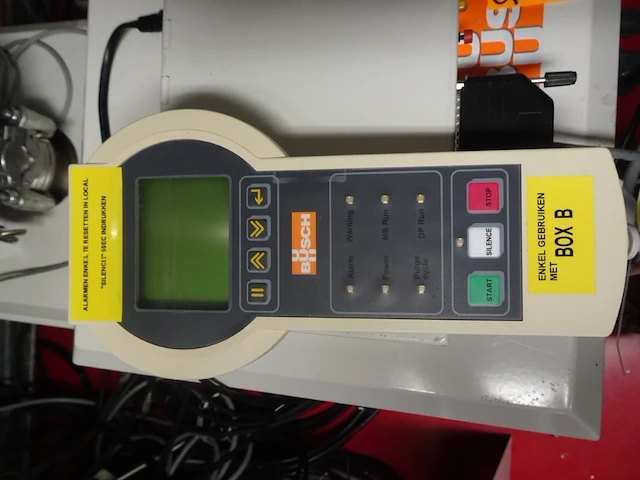 ALARMEN ENKEL TE RESETTEN IN LOCAL
"SILENCE" 5SEC INDRUKKEN
BUSCH
Alarm
Warning
Power
MB Run
Purge Cycle
DP Run
START
SILENCE
STOP
ENKEL GEBRUIKEN
MET BOX B